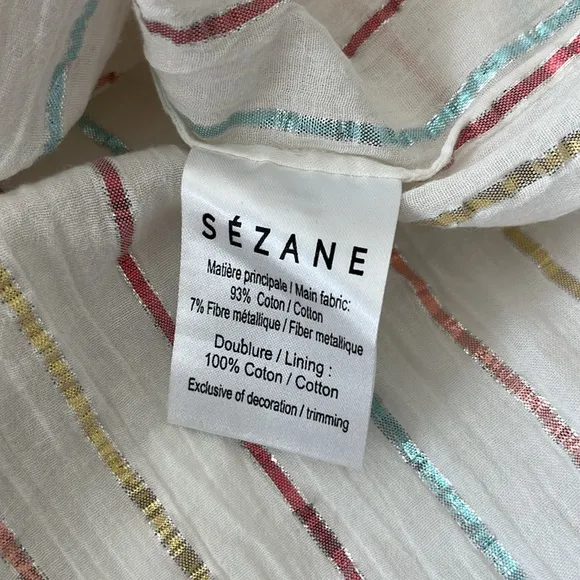 SÉZANE
Matière principale / Main fabric:
93% Coton / Cotton
7% Fibre métallique / Fiber metallique
Doublure / Lining :
100% Coton / Cotton
Exclusive of decoration / trimming